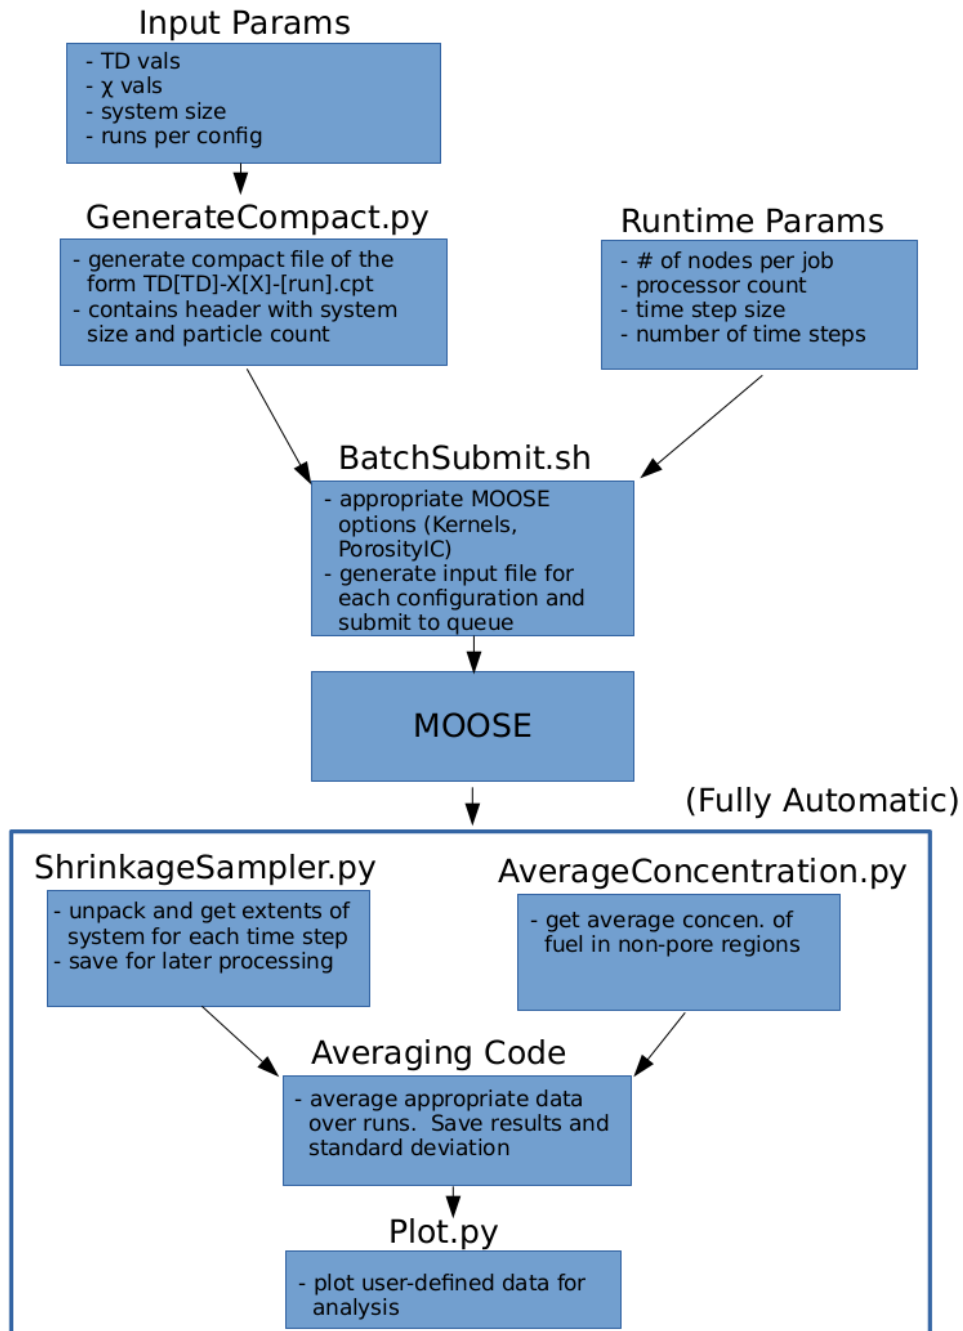 Input Params
- TD vals
- χ vals
- system size
- runs per config
GenerateCompact.py
- generate compact file of the
form TD[TD]-X[X]-[run].cpt
- contains header with system
size and particle count
Runtime Params
- # of nodes per job
- processor count
- time step size
- number of time steps
BatchSubmit.sh
- appropriate MOOSE
options (Kernels,
PorosityIC)
- generate input file for
each configuration and
submit to queue
MOOSE
(Fully Automatic)
ShrinkageSampler.py
- unpack and get extents of
system for each time step
- save for later processing
AverageConcentration.py
- get average concen. of
fuel in non-pore regions
Averaging Code
- average appropriate data
over runs.  Save results and
standard deviation
Plot.py
- plot user-defined data for
analysis